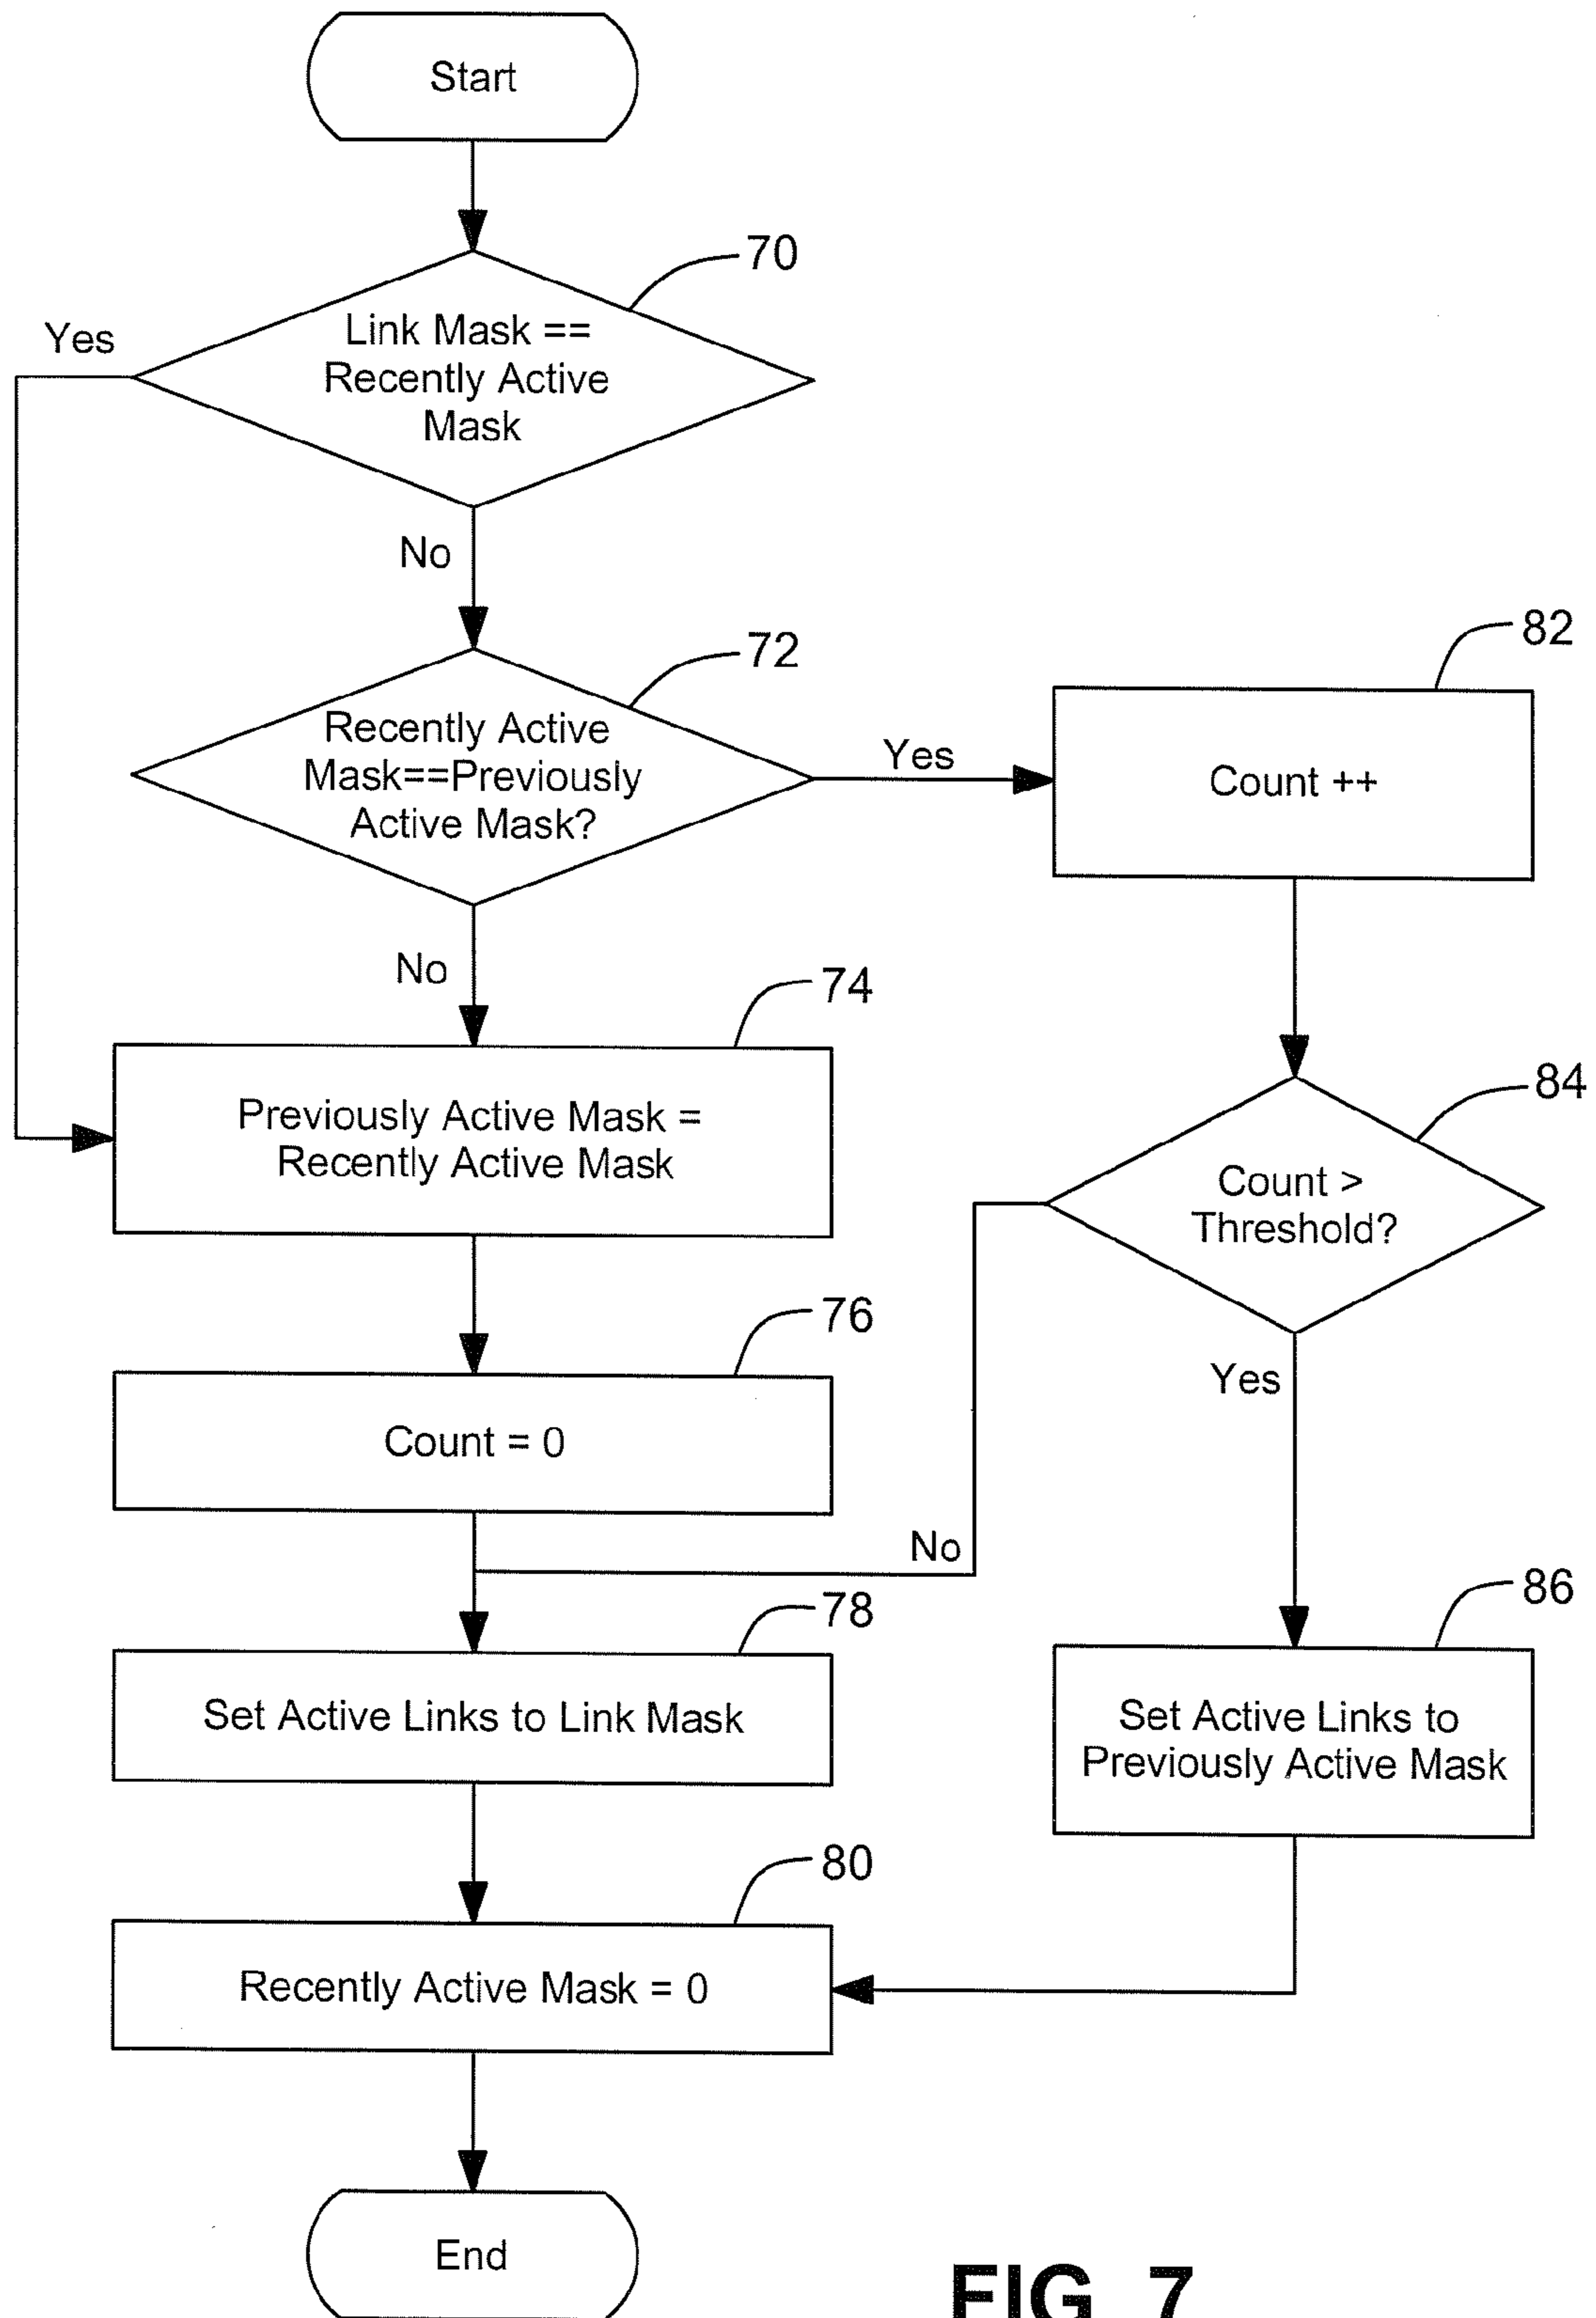 Start
70
Yes
Link Mask ==
Recently Active
Mask
No
72
82
Recently Active
Mask==Previously
Active Mask?
Yes
Count ++
No
74
84
Previously Active Mask =
Recently Active Mask
Count >
Threshold?
76
Yes
Count = 0
No
78
86
Set Active Links to Link Mask
Set Active Links to
Previously Active Mask
80
Recently Active Mask = 0
End
FIG. 7